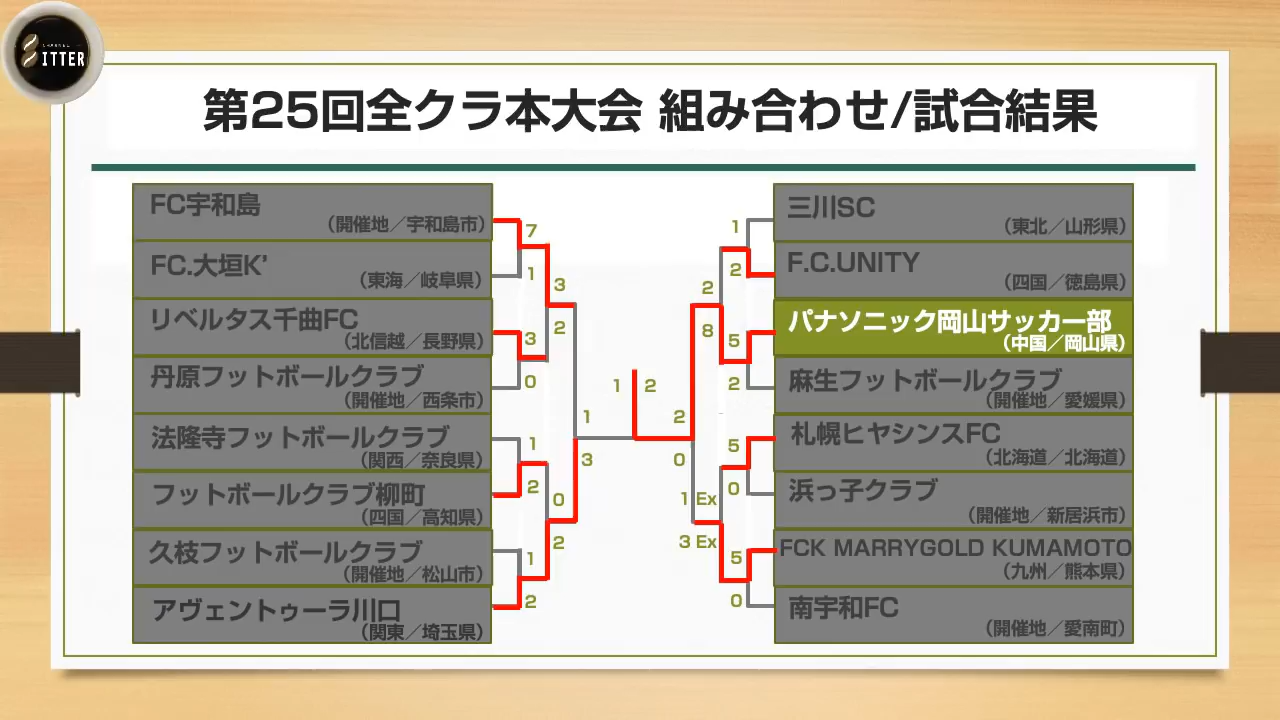 CHANNEL
BITTER
第25回全クラ本大会 組み合わせ/試合結果
FC宇和島
（開催地／宇和島市）
FC.大垣K’
（東海／岐阜県）
リベルタス千曲FC
（北信越／長野県）
丹原フットボールクラブ
（開催地／西条市）
法隆寺フットボールクラブ
（関西／奈良県）
フットボールクラブ柳町
（四国／高知県）
久枝フットボールクラブ
（開催地／松山市）
アヴェントゥーラ川口
（関東／埼玉県）
7
1
3
3
2
0
1
1
2
3
0
1
2
2
1
2
1
2
2
8
5
2
2
0
5
1 Ex
0
3 Ex
5
0
三川SC
（東北／山形県）
F.C.UNITY
（四国／徳島県）
パナソニック岡山サッカー部
（中国／岡山県）
麻生フットボールクラブ
（開催地／愛媛県）
札幌ヒヤシンスFC
（北海道／北海道）
浜っ子クラブ
（開催地／新居浜市）
FCK MARRYGOLD KUMAMOTO
（九州／熊本県）
南宇和FC
（開催地／愛南町）